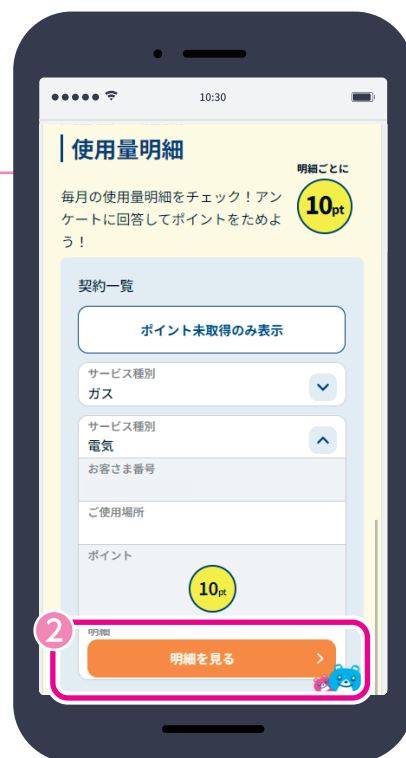 10:30
使用量明細
明細ごとに
10pt
毎月の使用量明細をチェック！アン
ケートに回答してポイントをためよ
う！
契約一覧
ポイント未取得のみ表示
サービス種別
ガス
サービス種別
電気
お客さま番号
ご使用場所
ポイント
10pt
2
明細
明細を見る